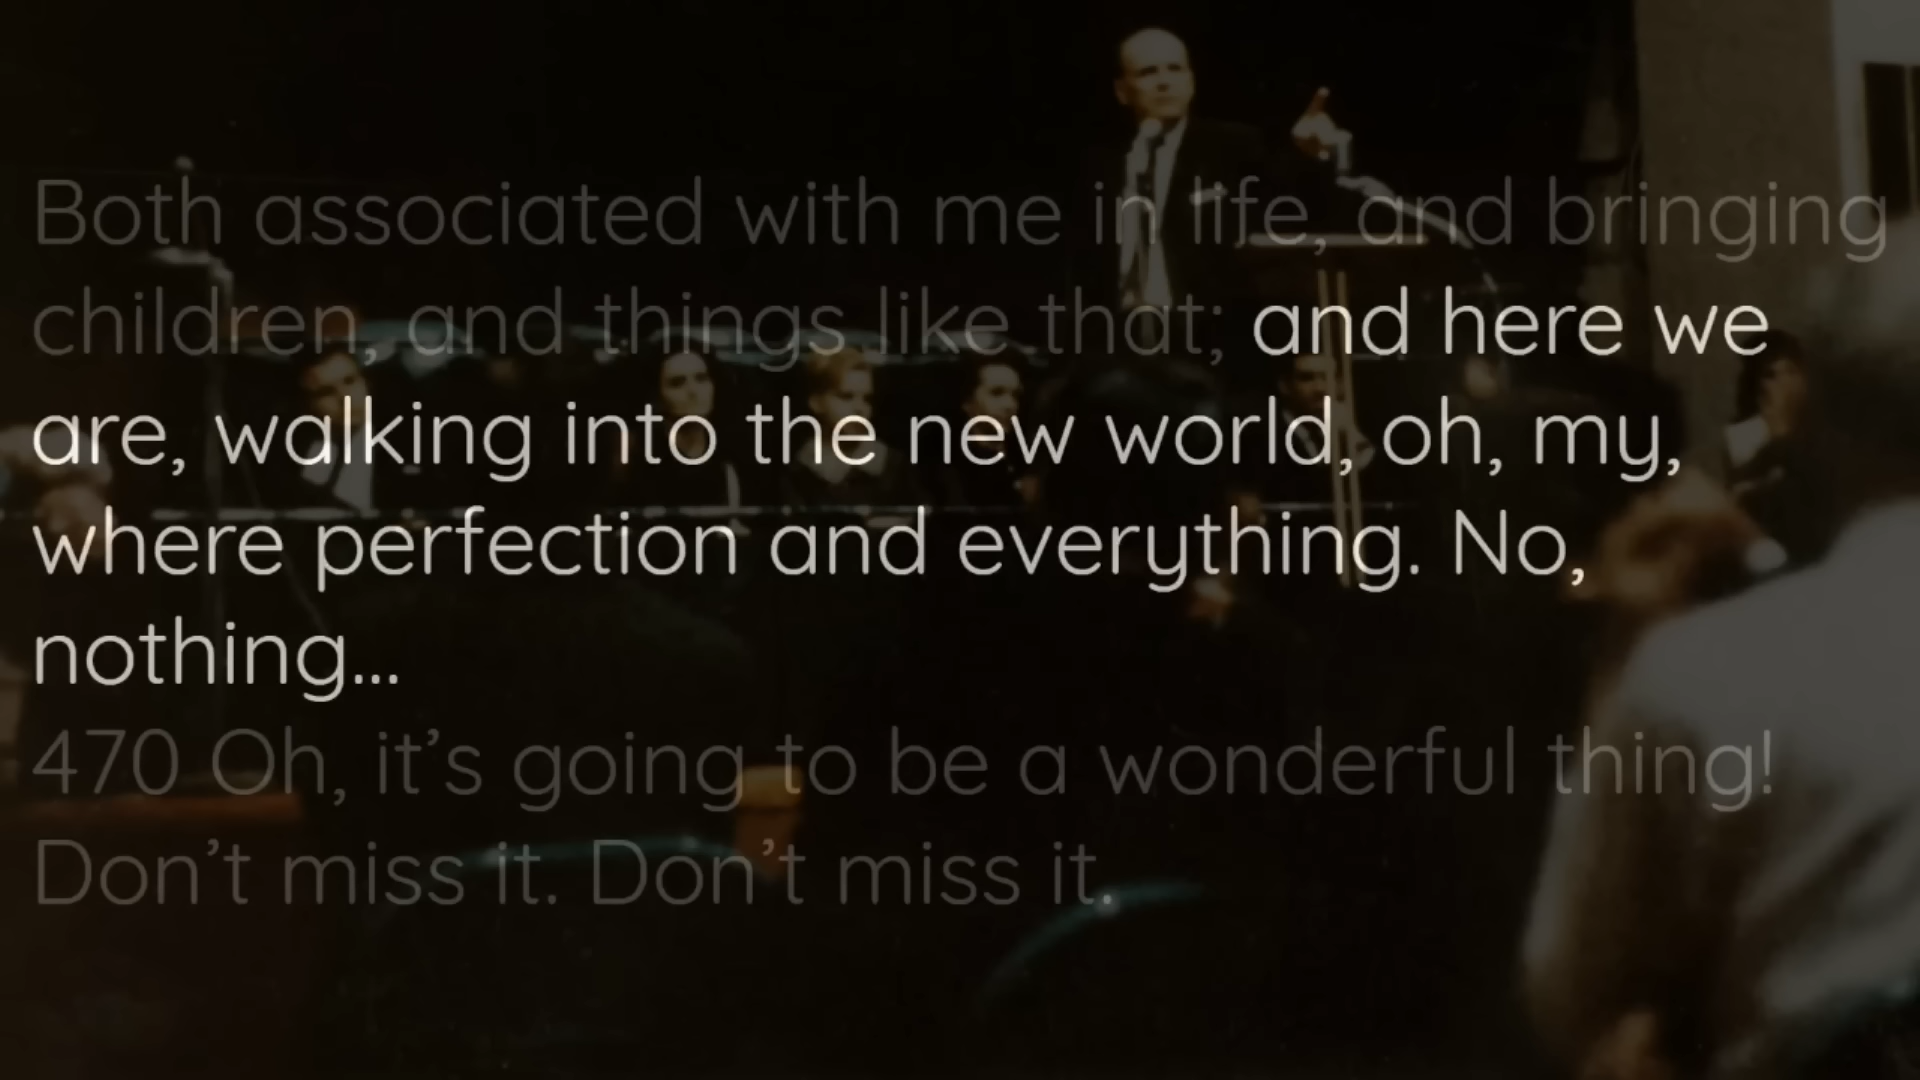 Both associated with me in life, and bringing
children, and things like that; and here we
are, walking into the new world, oh, my,
where perfection and everything. No,
nothing...
470 Oh, it’s going to be a wonderful thing!
Don’t miss it. Don’t miss it.